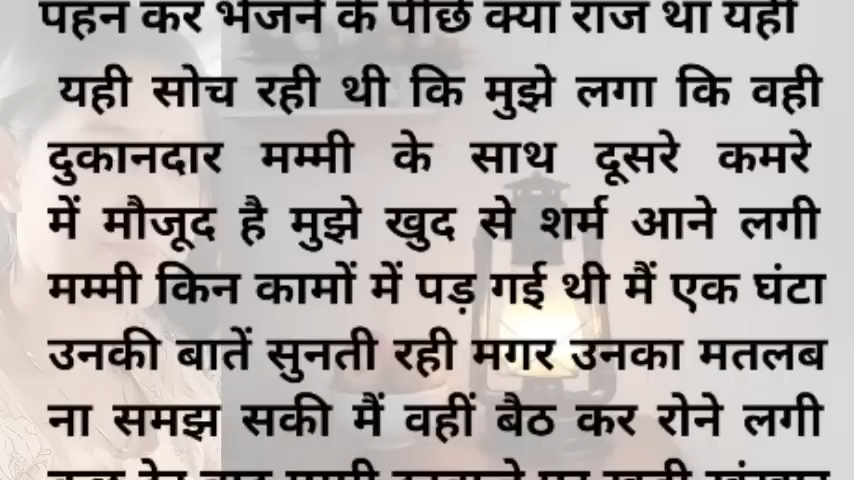 पहन कर भेजने के पीछे क्या राज था यही
यही सोच रही थी कि मुझे लगा कि वही
दुकानदार मम्मी के साथ दूसरे कमरे
में मौजूद है मुझे खुद से शर्म आने लगी
मम्मी किन कामों में पड़ गई थी मैं एक घंटा
उनकी बातें सुनती रही मगर उनका मतलब
ना समझ सकी मैं वहीं बैठ कर रोने लगी